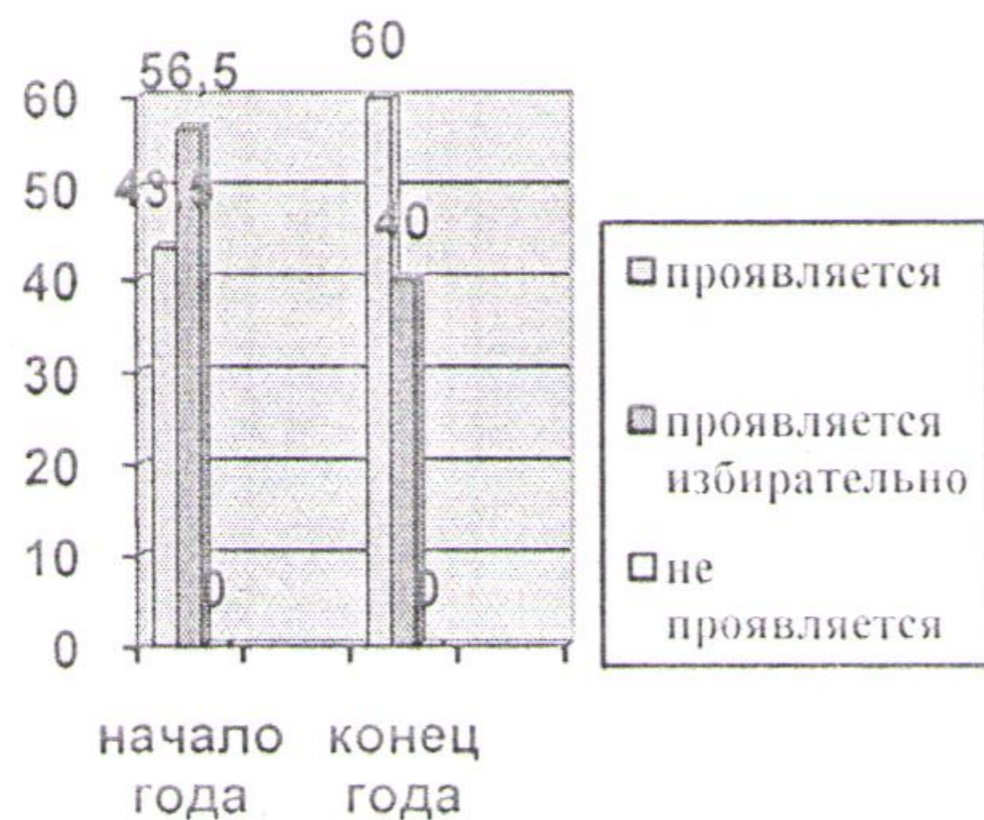 60
56,5
60
50
43,5
40
40
30
20
10
0
0
0
начало
года
конец
года
проявляется
проявляется
избирательно
не
проявляется